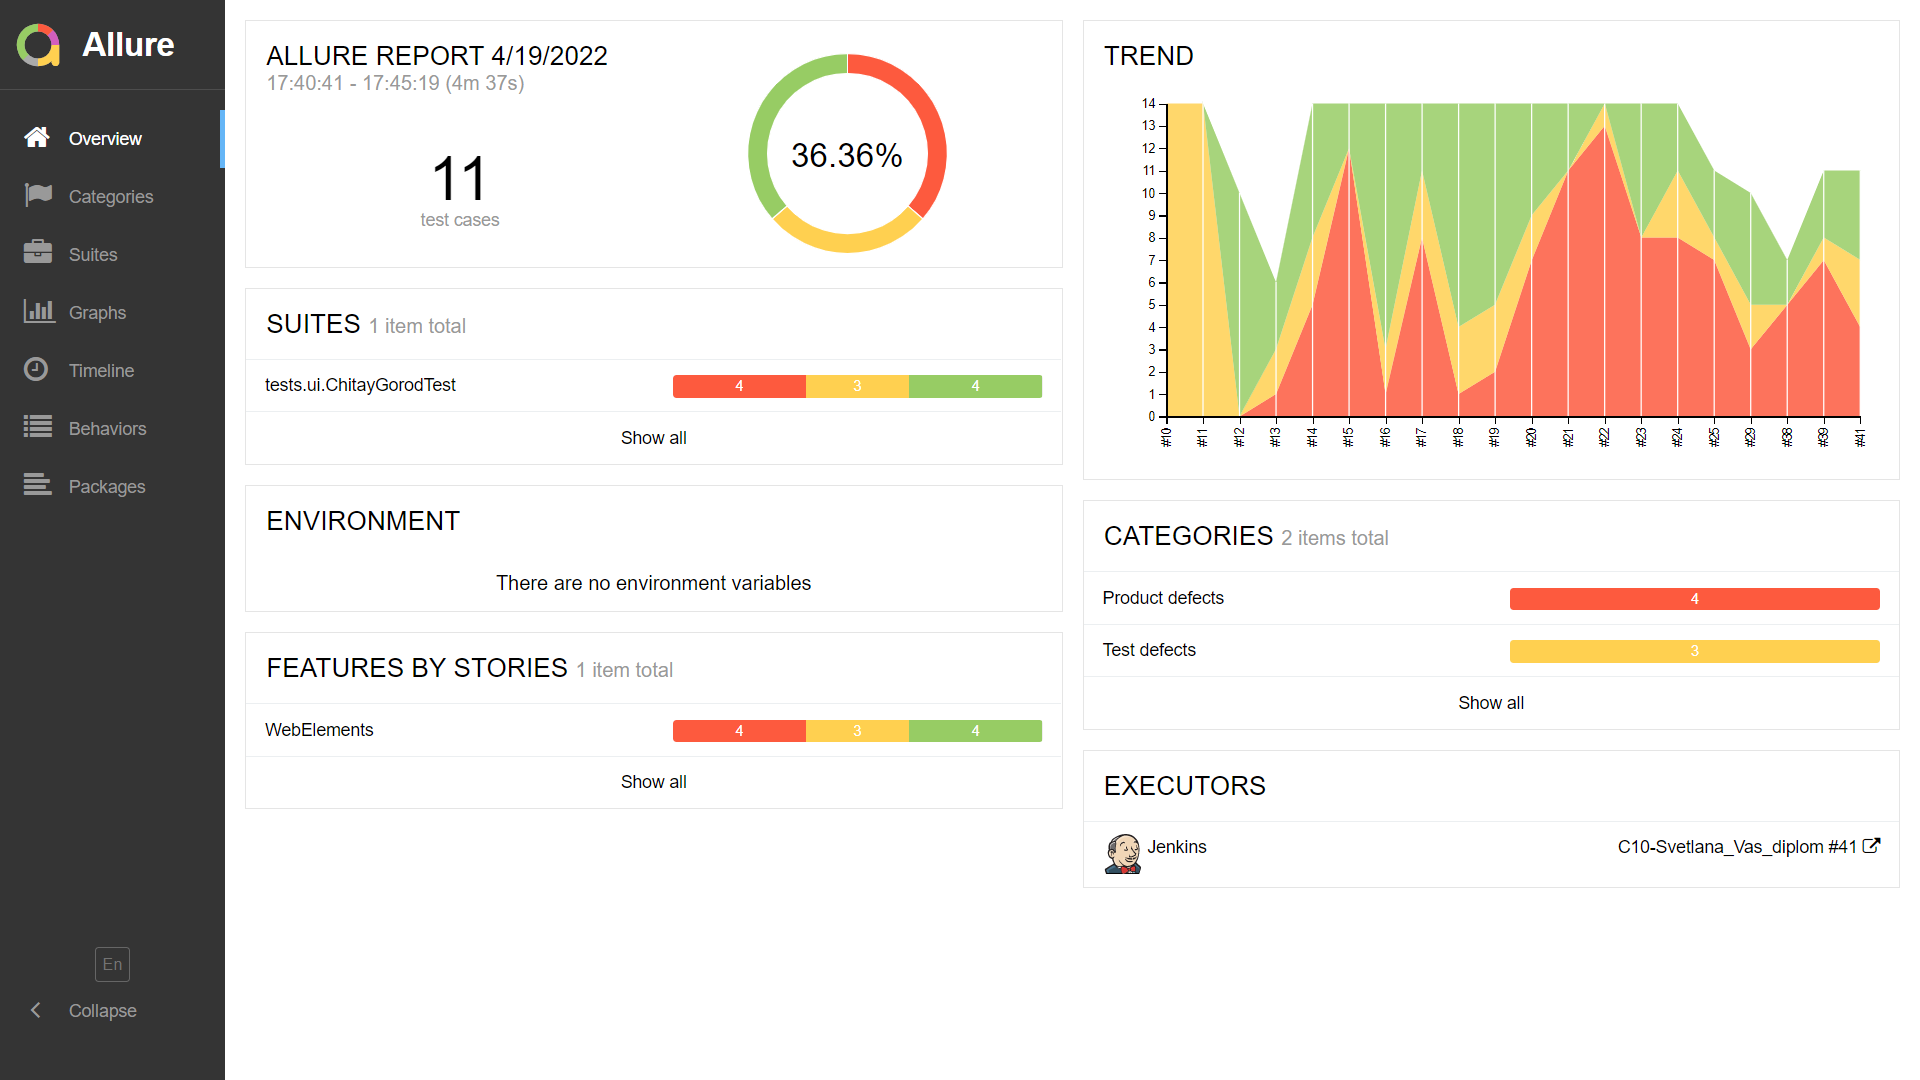 Allure
Overview
Categories
Suites
Graphs
Timeline
Behaviors
Packages
En
Collapse
ALLURE REPORT 4/19/2022
17:40:41 - 17:45:19 (4m 37s)
11
test cases
36.36%
SUITES 1 item total
tests.ui.ChitayGorodTest 4 3 4
Show all
ENVIRONMENT
There are no environment variables
FEATURES BY STORIES 1 item total
WebElements 4 3 4
Show all
TREND
14
13
12
11
10
9
8
7
6
5
4
3
2
1
0
#10 #11 #12 #13 #14 #15 #16 #17 #18 #19 #20 #21 #22 #23 #24 #25 #29 #38 #39 #41
CATEGORIES 2 items total
Product defects 4
Test defects 3
Show all
EXECUTORS
Jenkins C10-Svetlana_Vas_diplom #41